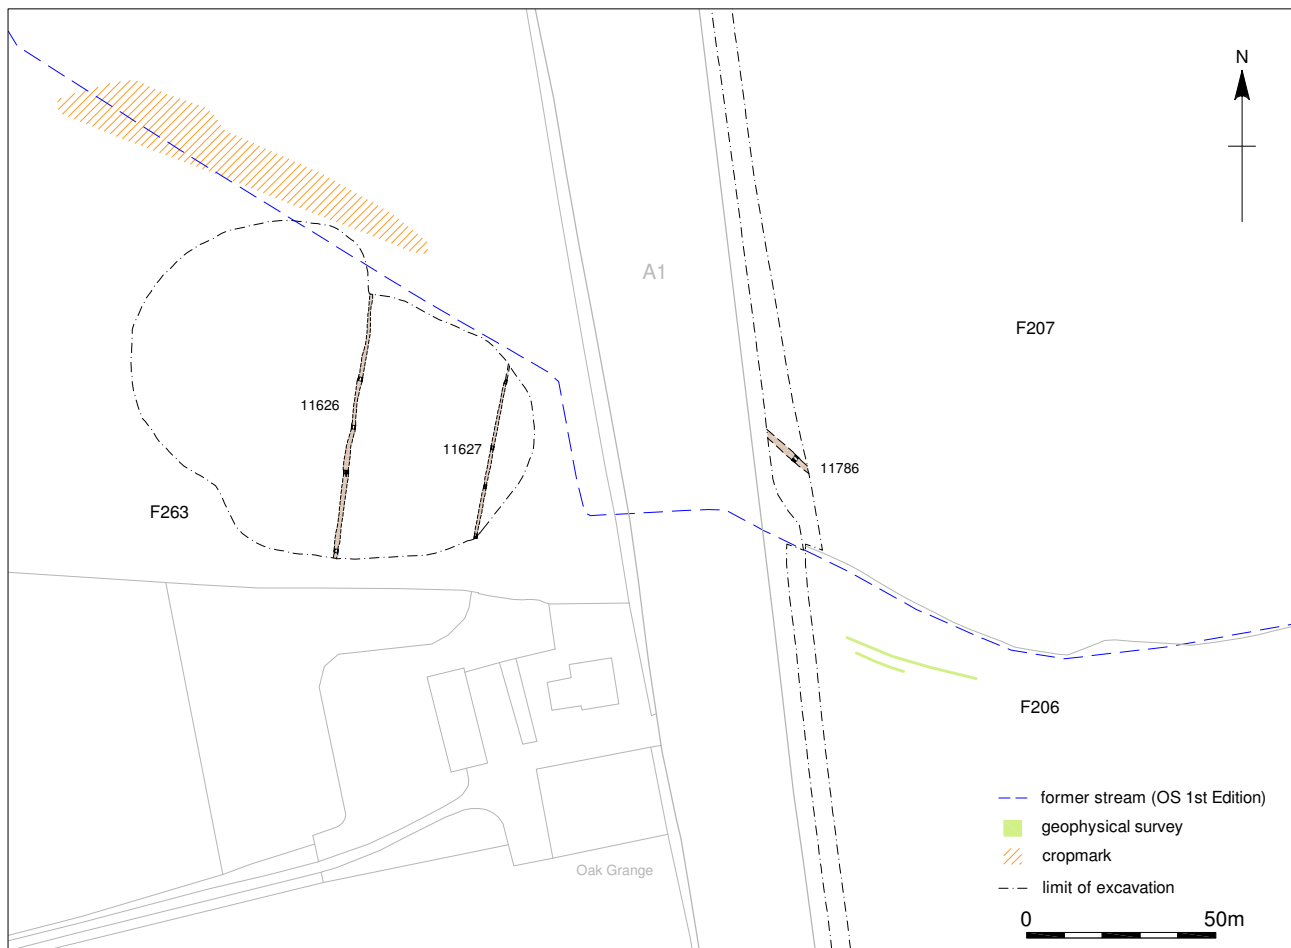 N
A1
F207
11626
11627
11786
F263
F206
former stream (OS 1st Edition)
geophysical survey
cropmark
Oak Grange
limit of excavation
0 50m